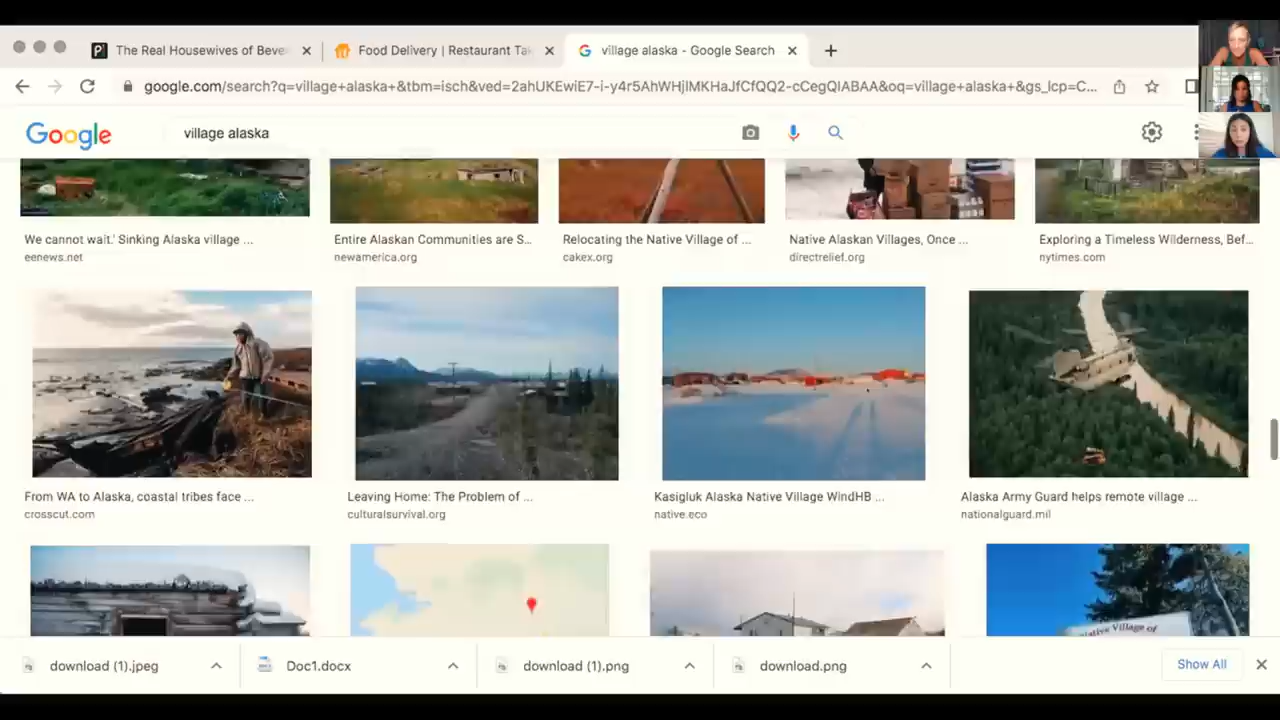 The Real Housewives of Beve
Food Delivery | Restaurant Tak
village alaska - Google Search
google.com/search?q=village+alaska+&tbm=isch&ved=2ahUKEwiE7-i-y4r5AhWHjIMKHaJfCfQQ2-cCegQIABAA&oq=village+alaska+&gs_lcp=C...
Google
village alaska
We cannot wait.' Sinking Alaska village ...
Entire Alaskan Communities are S...
Relocating the Native Village of ...
Native Alaskan Villages, Once ...
Exploring a Timeless Wilderness, Bef...
eenews.net
newamerica.org
cakex.org
directrelief.org
nytimes.com
From WA to Alaska, coastal tribes face ...
Leaving Home: The Problem of ...
Kasigluk Alaska Native Village WindHB ...
Alaska Army Guard helps remote village ...
crosscut.com
culturalsurvival.org
native.eco
nationalguard.mil
Native Village of
download (1).jpeg
Doc1.docx
download (1).png
download.png
Show All